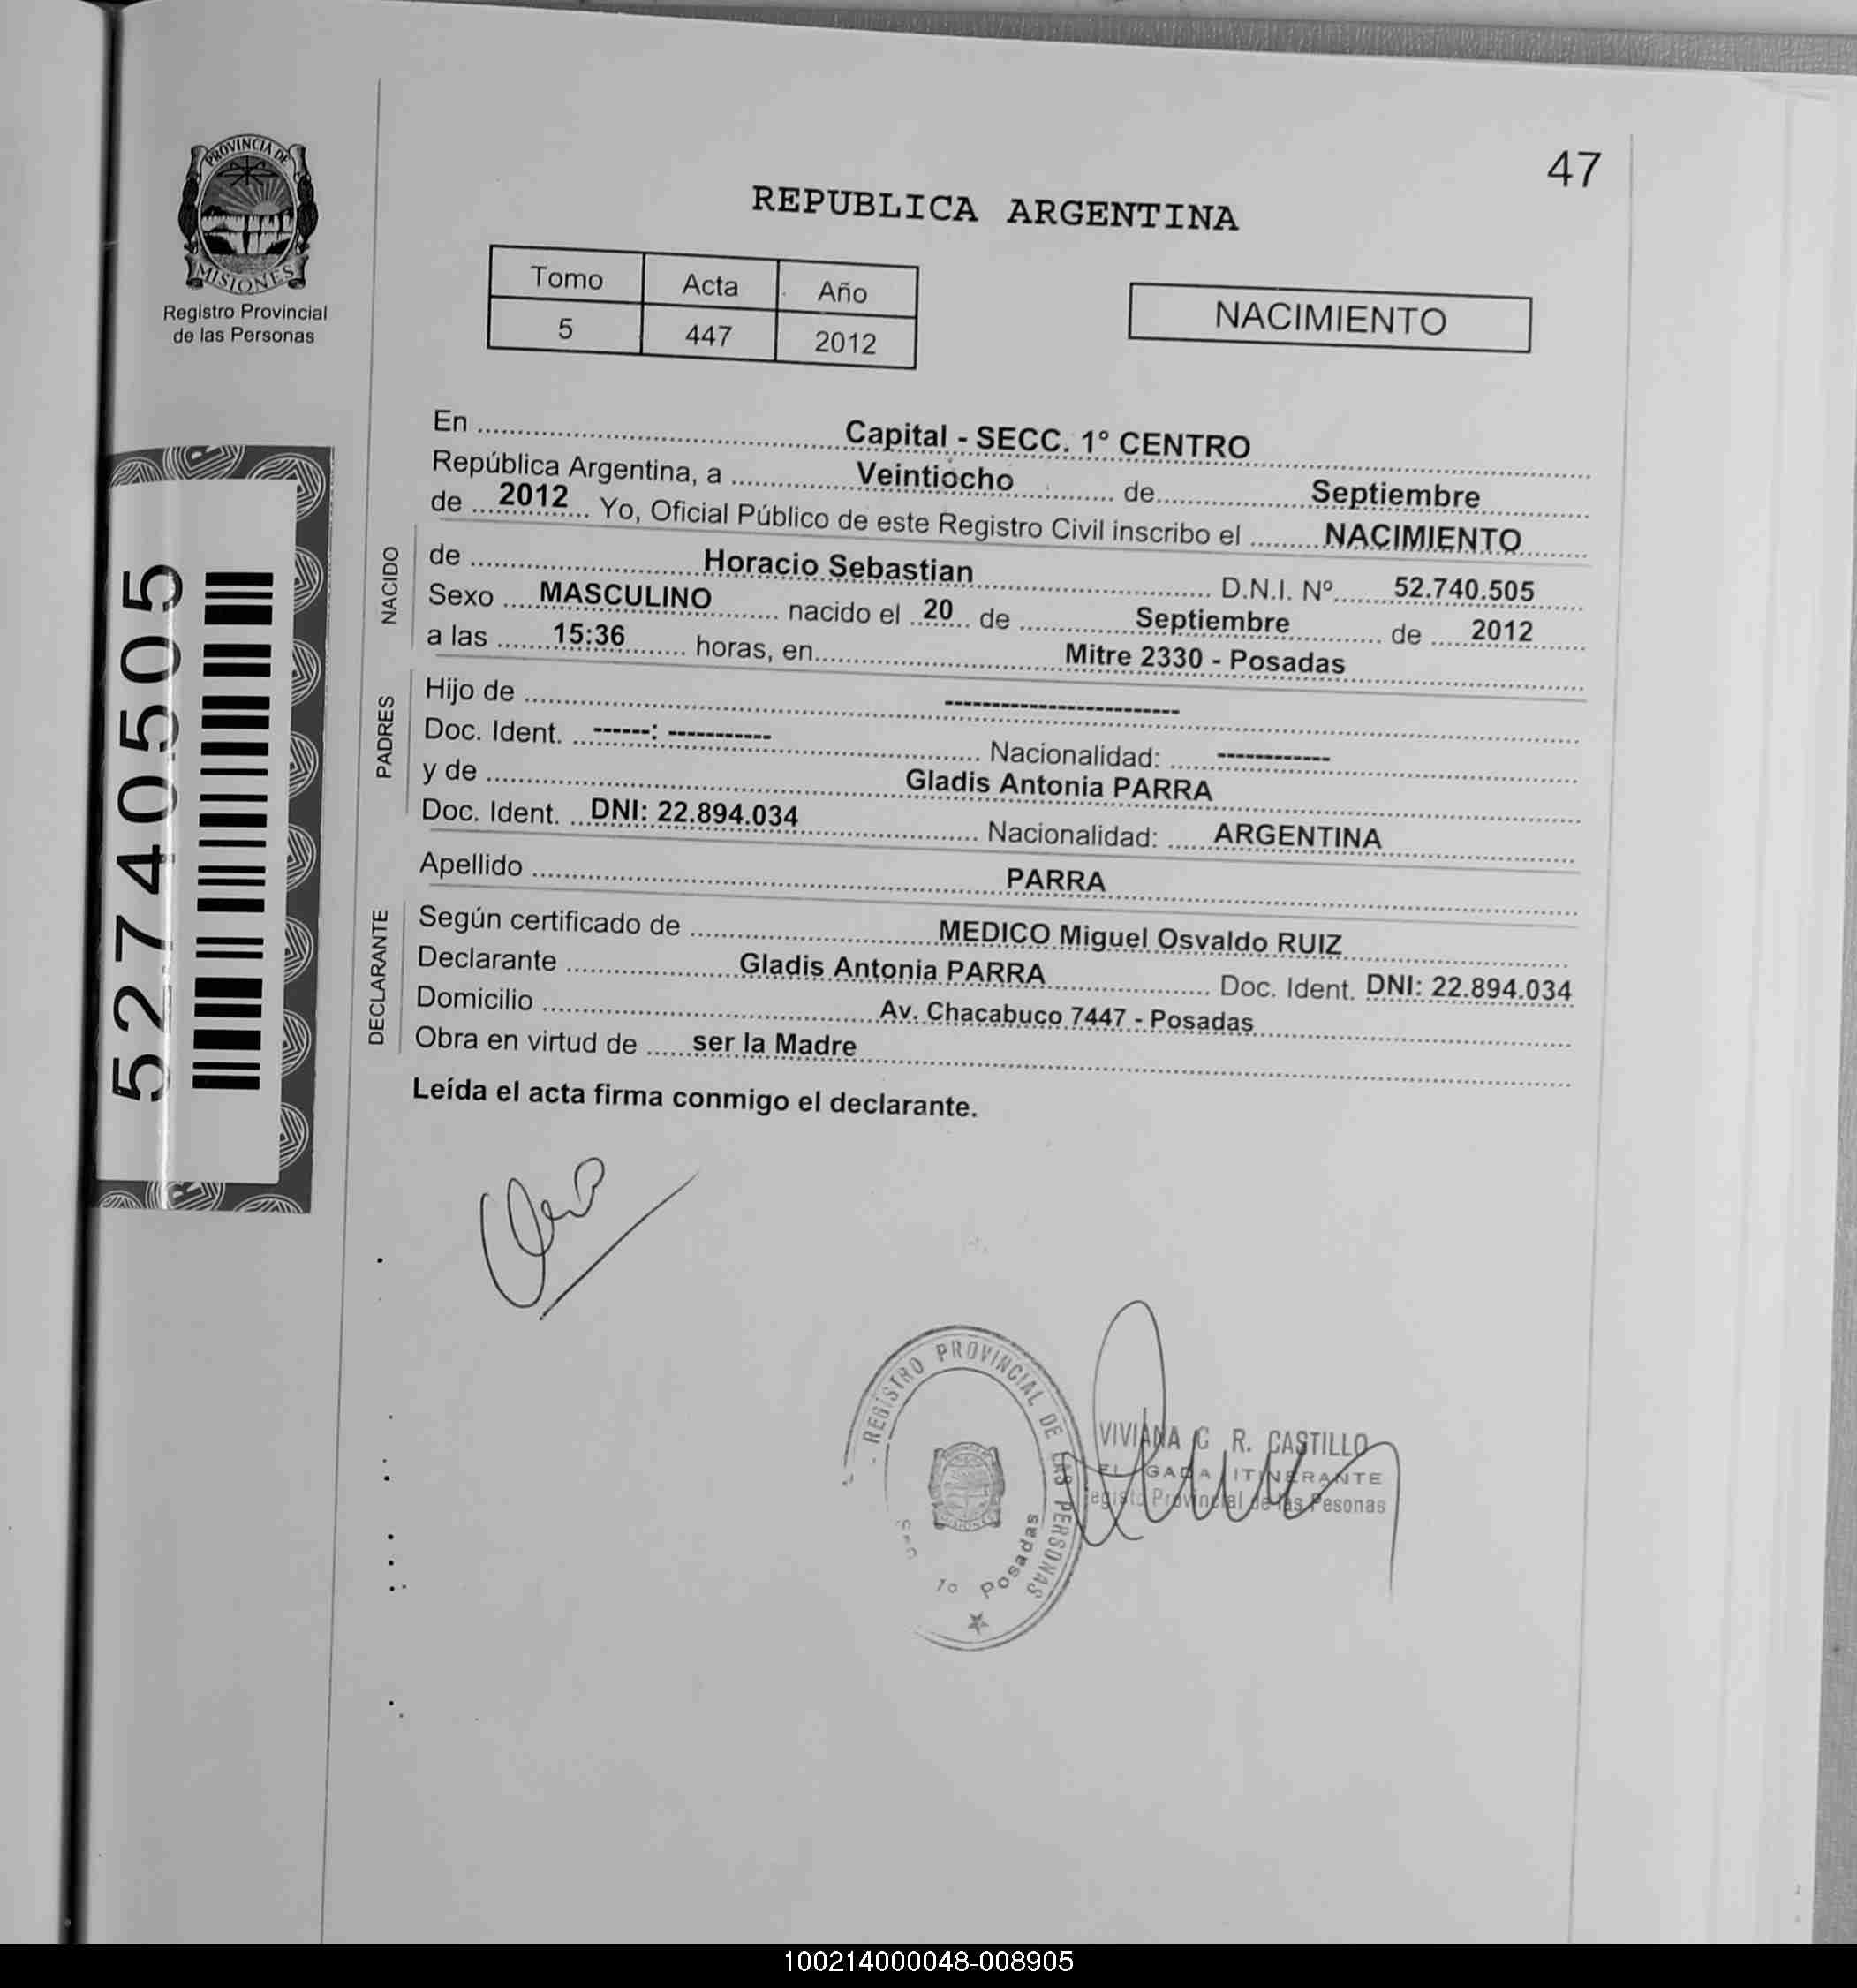 47
PROVINCIA DE
MISIONES
Registro Provincial
de las Personas
REPUBLICA ARGENTINA
Tomo Acta Año
5 447 2012
NACIMIENTO
52740505
En Capital - SECC. 1° CENTRO
República Argentina, a Veintiocho de Septiembre
de 2012 Yo, Oficial Público de este Registro Civil inscribo el NACIMIENTO
NACIDO
de Horacio Sebastian D.N.I. Nº 52.740.505
Sexo MASCULINO nacido el 20 de Septiembre de 2012
a las 15:36 horas, en Mitre 2330 - Posadas
PADRES
Hijo de -------------------------
Doc. Ident. ------: ----------- Nacionalidad: ------------
y de Gladis Antonia PARRA
Doc. Ident. DNI: 22.894.034 Nacionalidad: ARGENTINA
Apellido PARRA
DECLARANTE
Según certificado de MEDICO Miguel Osvaldo RUIZ
Declarante Gladis Antonia PARRA Doc. Ident. DNI: 22.894.034
Domicilio Av. Chacabuco 7447 - Posadas
Obra en virtud de ser la Madre
Leída el acta firma conmigo el declarante.
REGISTRO PROVINCIAL DE LAS PERSONAS
1o Posadas
VIVIANA C R. CASTILLO
ITINERANTE
Provincial de las Pesonas
100214000048-008905